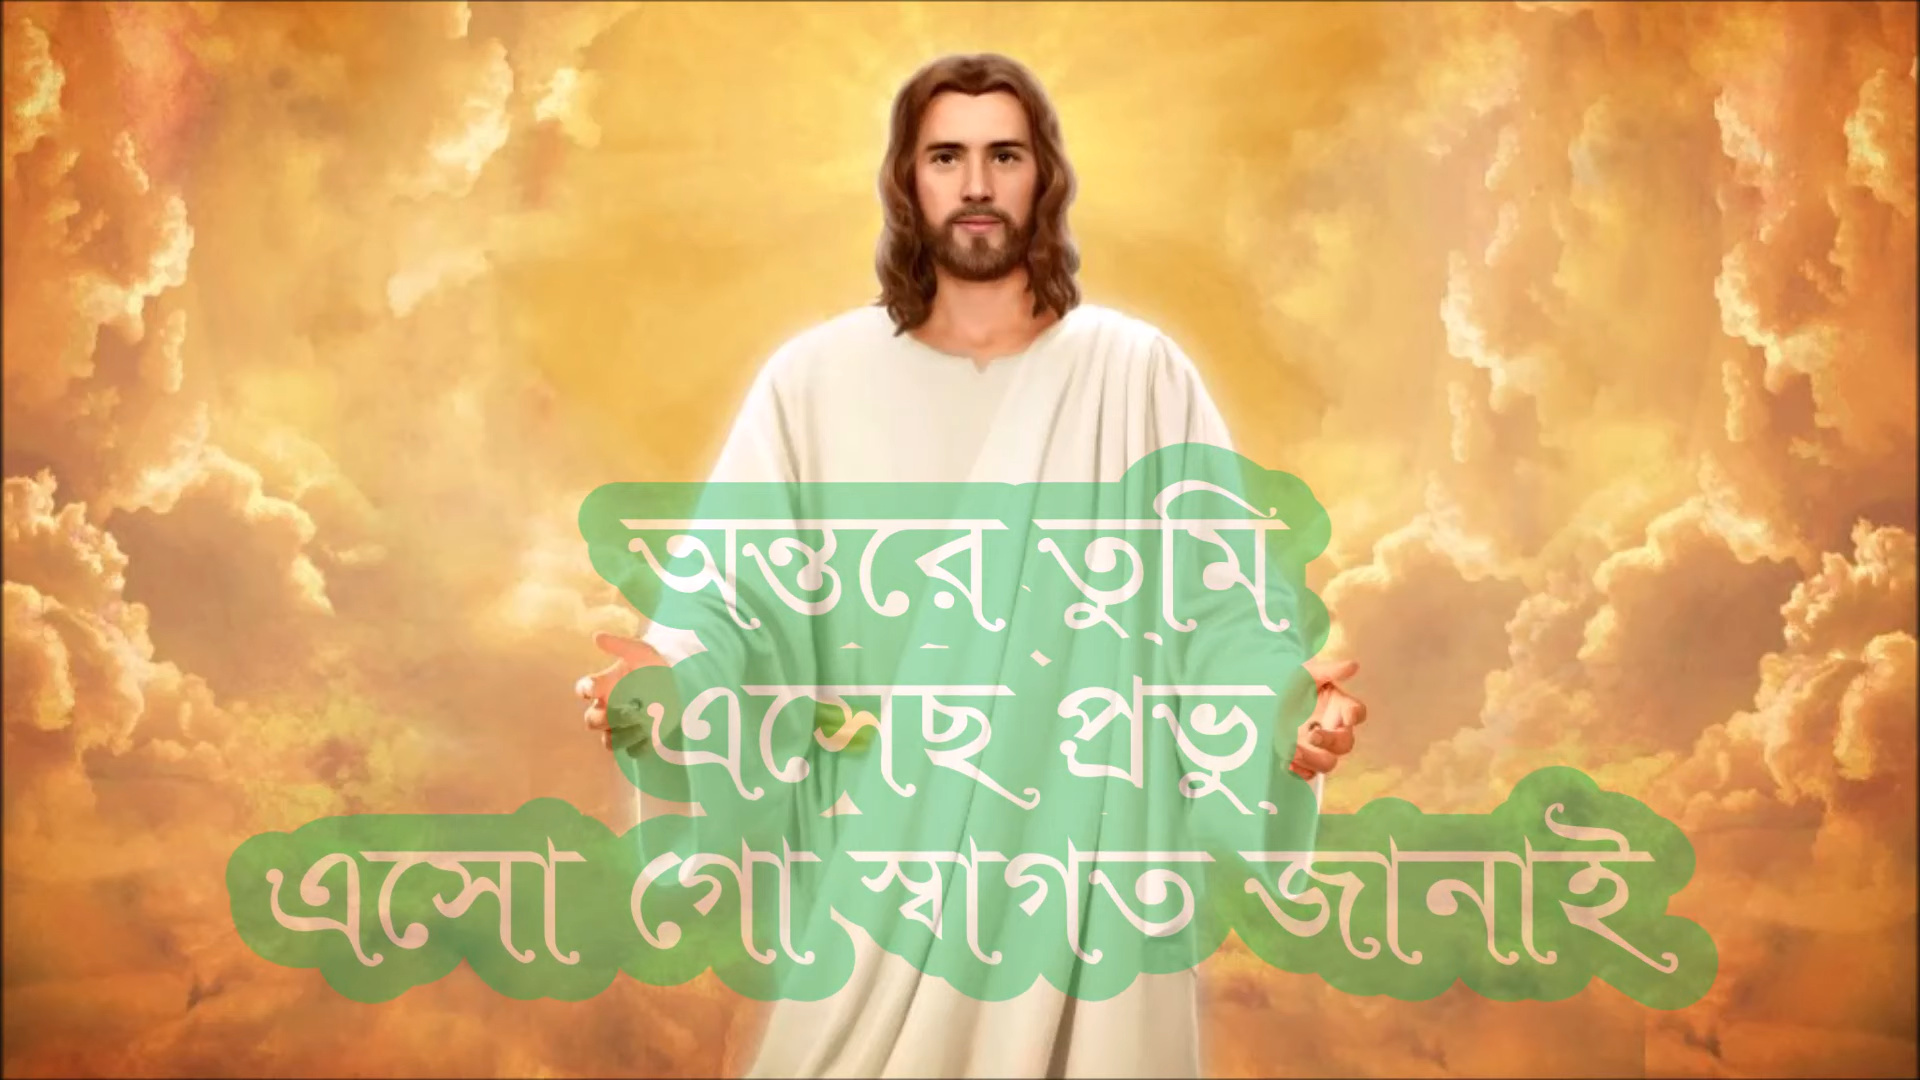 অন্তরে তুমি
এসেছ প্রভু
এসো গো স্বাগত জানাই